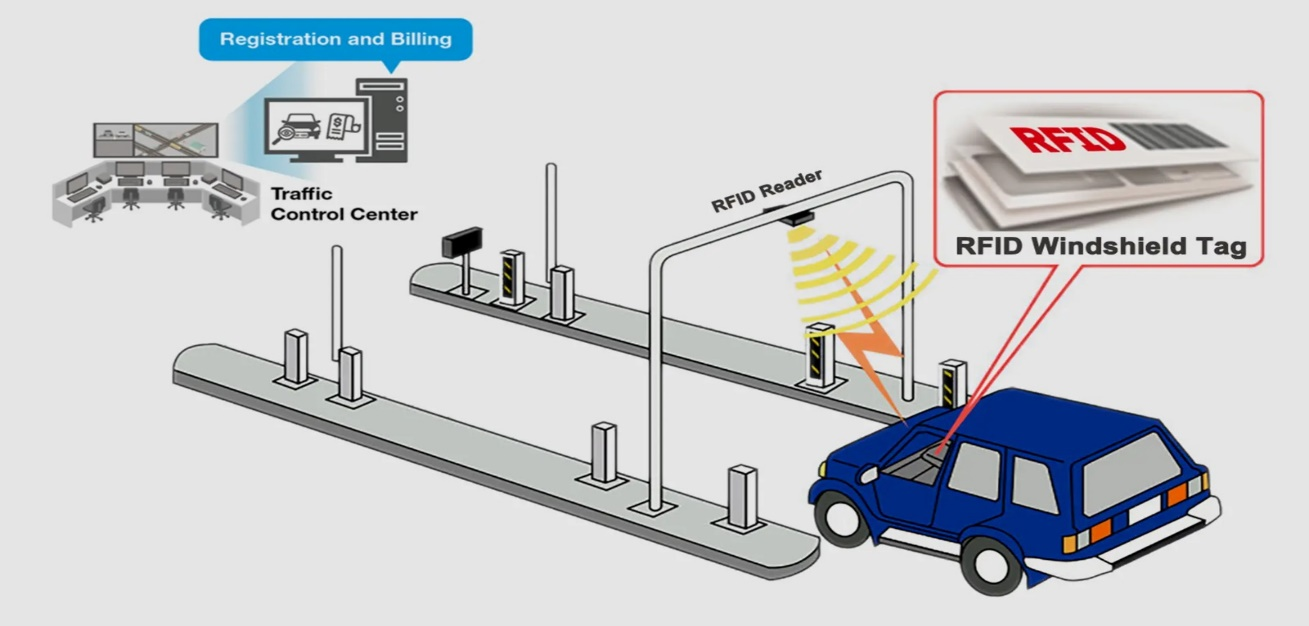 Registration and Billing
Traffic
Control Center
RFID Reader
RFID
RFID Windshield Tag